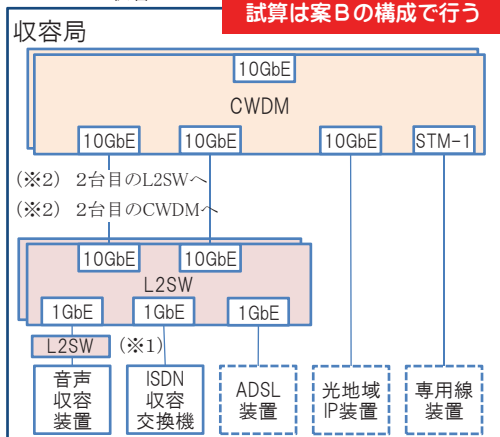 試算は案Bの構成で行う
収容局
10GbE
CWDM
10GbE
10GbE
10GbE
STM-1
(※2) 2台目のL2SWへ
(※2) 2台目のCWDMへ
10GbE
10GbE
L2SW
1GbE
1GbE
1GbE
L2SW
(※1)
音声
収容
装置
ISDN
収容
交換機
ADSL
装置
光地域
IP装置
専用線
装置